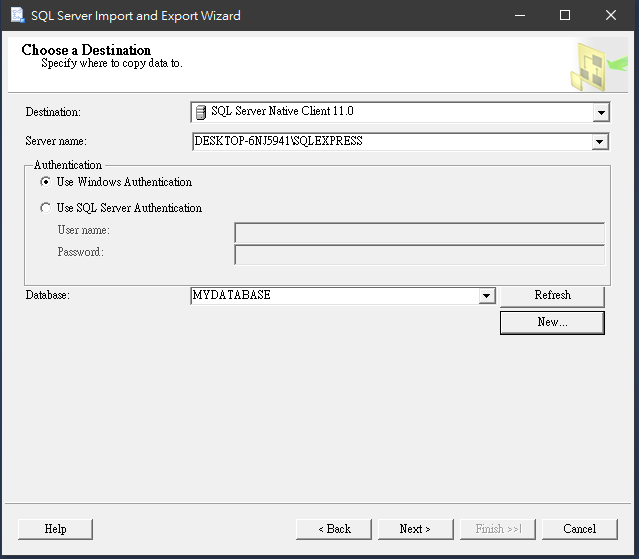 SQL Server Import and Export Wizard
Choose a Destination
Specify where to copy data to.
Destination: SQL Server Native Client 11.0
Server name: DESKTOP-6NJ5941\SQLEXPRESS
Authentication
Use Windows Authentication
Use SQL Server Authentication
User name:
Password:
Database: MYDATABASE Refresh
New...
Help < Back Next > Finish >>| Cancel